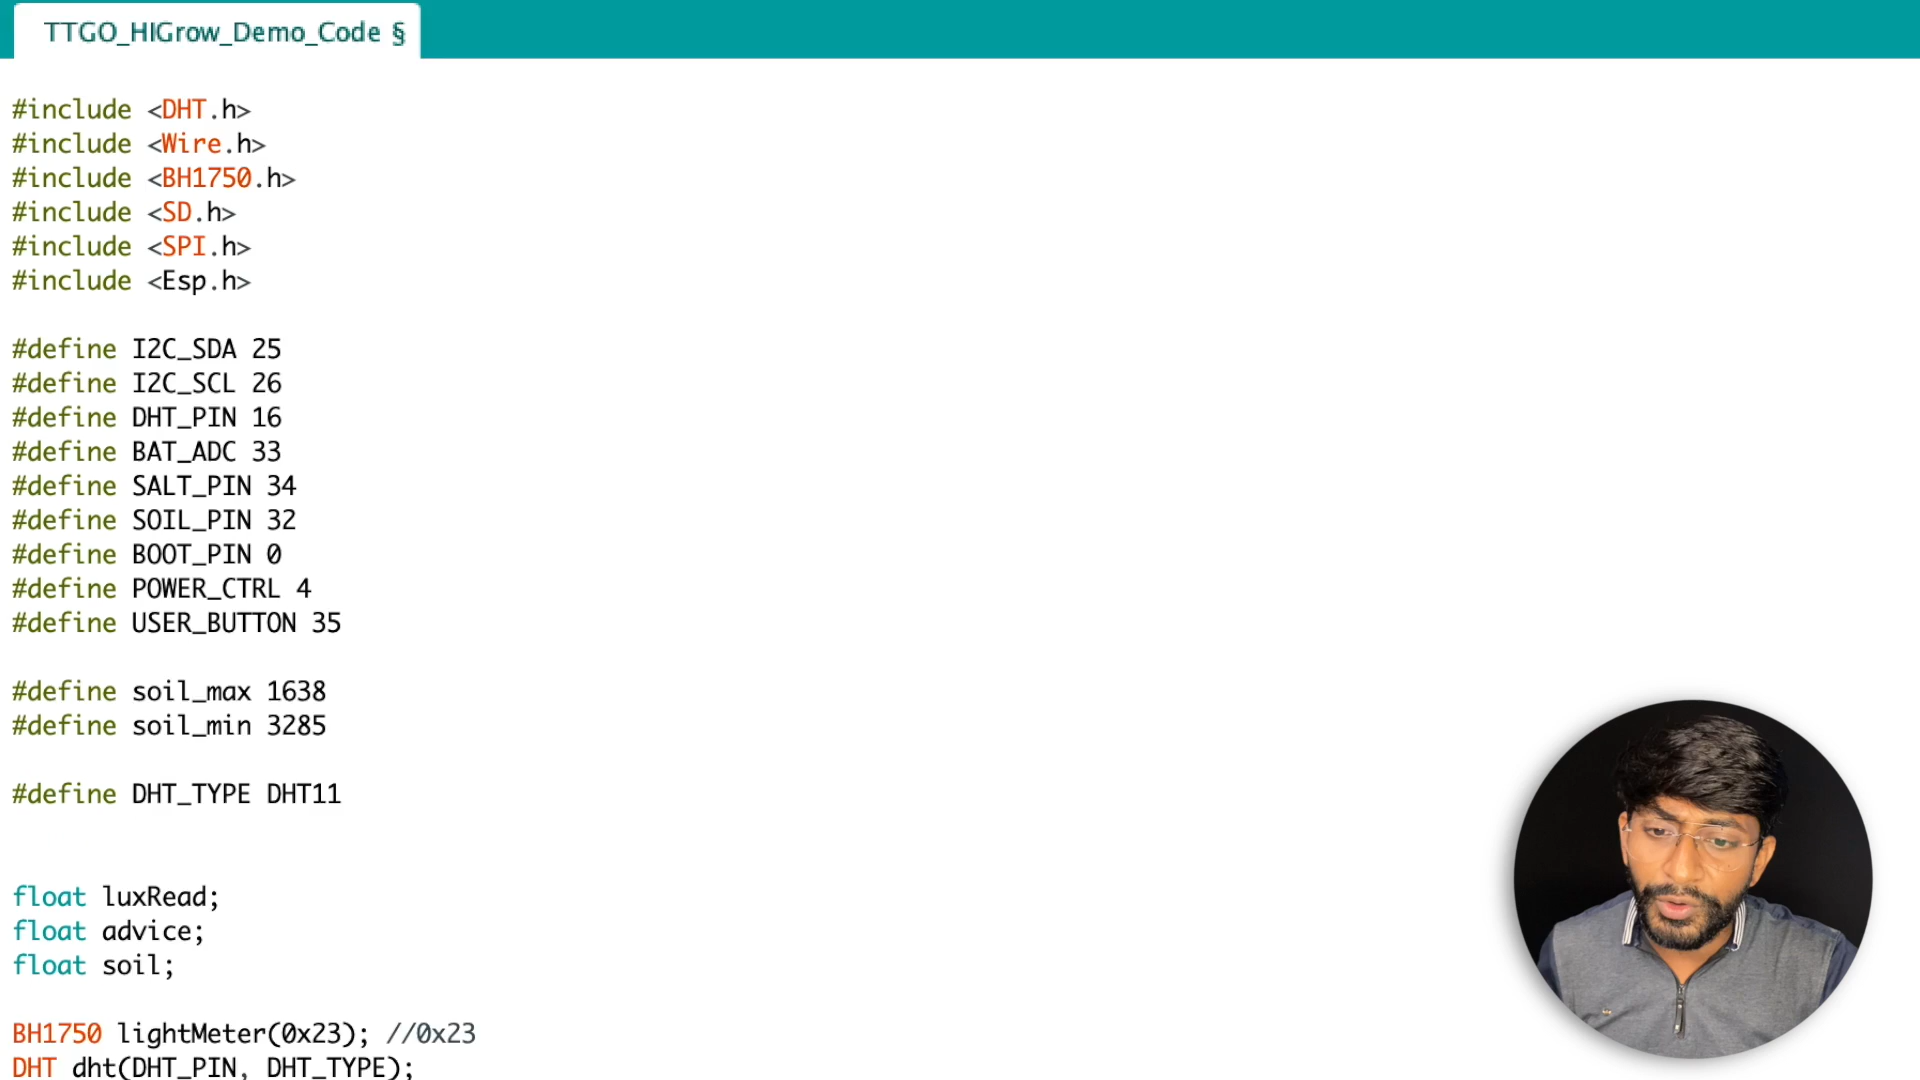 TTGO_HIGrow_Demo_Code §
#include <DHT.h>
#include <Wire.h>
#include <BH1750.h>
#include <SD.h>
#include <SPI.h>
#include <Esp.h>
#define I2C_SDA 25
#define I2C_SCL 26
#define DHT_PIN 16
#define BAT_ADC 33
#define SALT_PIN 34
#define SOIL_PIN 32
#define BOOT_PIN 0
#define POWER_CTRL 4
#define USER_BUTTON 35
#define soil_max 1638
#define soil_min 3285
#define DHT_TYPE DHT11
float luxRead;
float advice;
float soil;
BH1750 lightMeter(0x23); //0x23
DHT dht(DHT_PIN, DHT_TYPE);